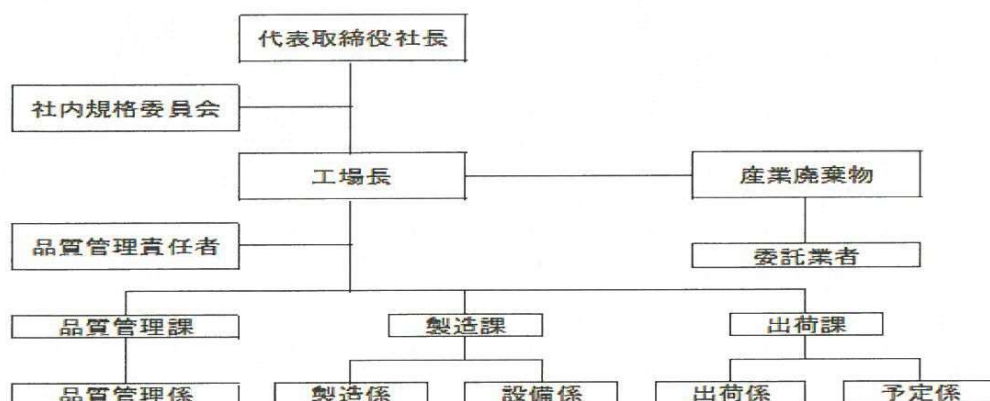 代表取締役社長
社内規格委員会
工場長
産業廃棄物
品質管理責任者
委託業者
品質管理課
製造課
出荷課
品質管理係
製造係
設備係
出荷係
予定係